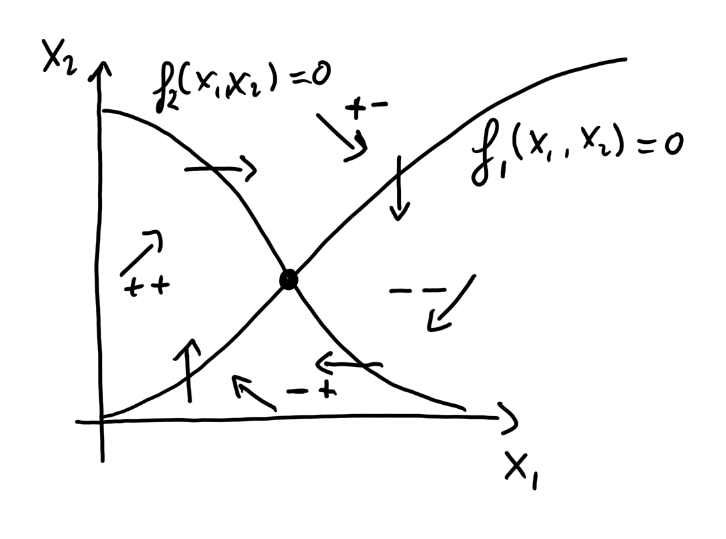 x₂
f₂(x₁,x₂)=0
+-
f₁(x₁, x₂)=0
++
--
-+
x₁